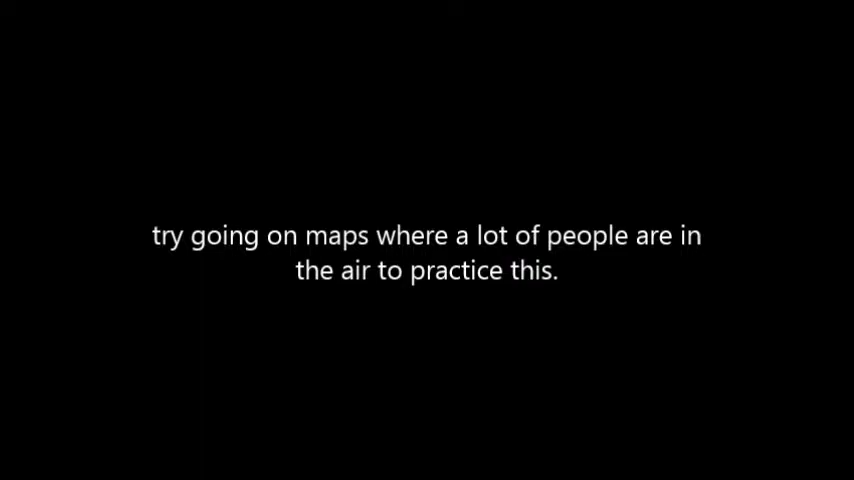 try going on maps where a lot of people are in
the air to practice this.